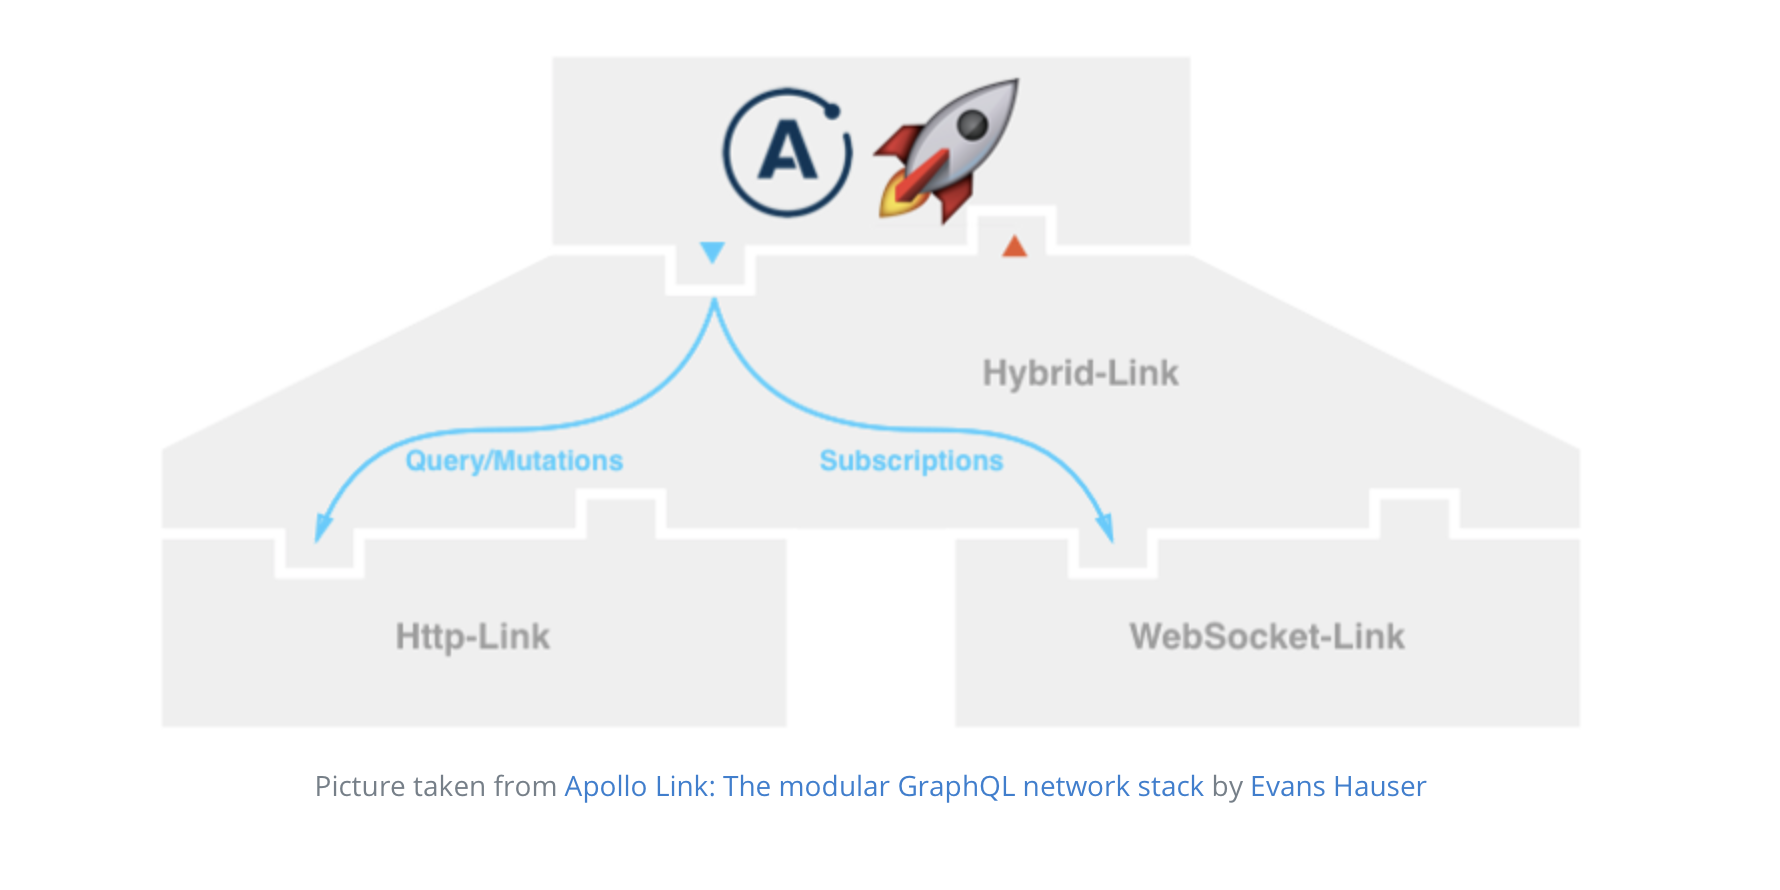 A
Hybrid-Link
Query/Mutations
Subscriptions
Http-Link
WebSocket-Link
Picture taken from Apollo Link: The modular GraphQL network stack by Evans Hauser